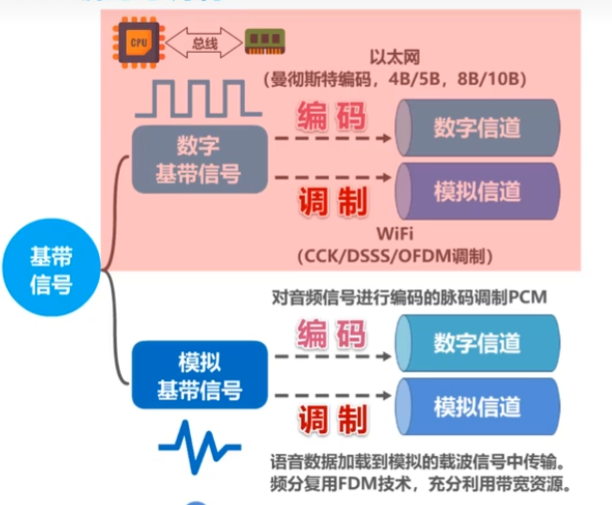 CPU
总线
以太网
(曼彻斯特编码，4B/5B，8B/10B)
编 码
数字信道
数字
基带信号
模拟信道
调 制
WiFi
(CCK/DSSS/OFDM调制)
基带
信号
对音频信号进行编码的脉码调制PCM
编 码
数字信道
模拟
基带信号
模拟信道
调 制
语音数据加载到模拟的载波信号中传输。
频分复用FDM技术，充分利用带宽资源。